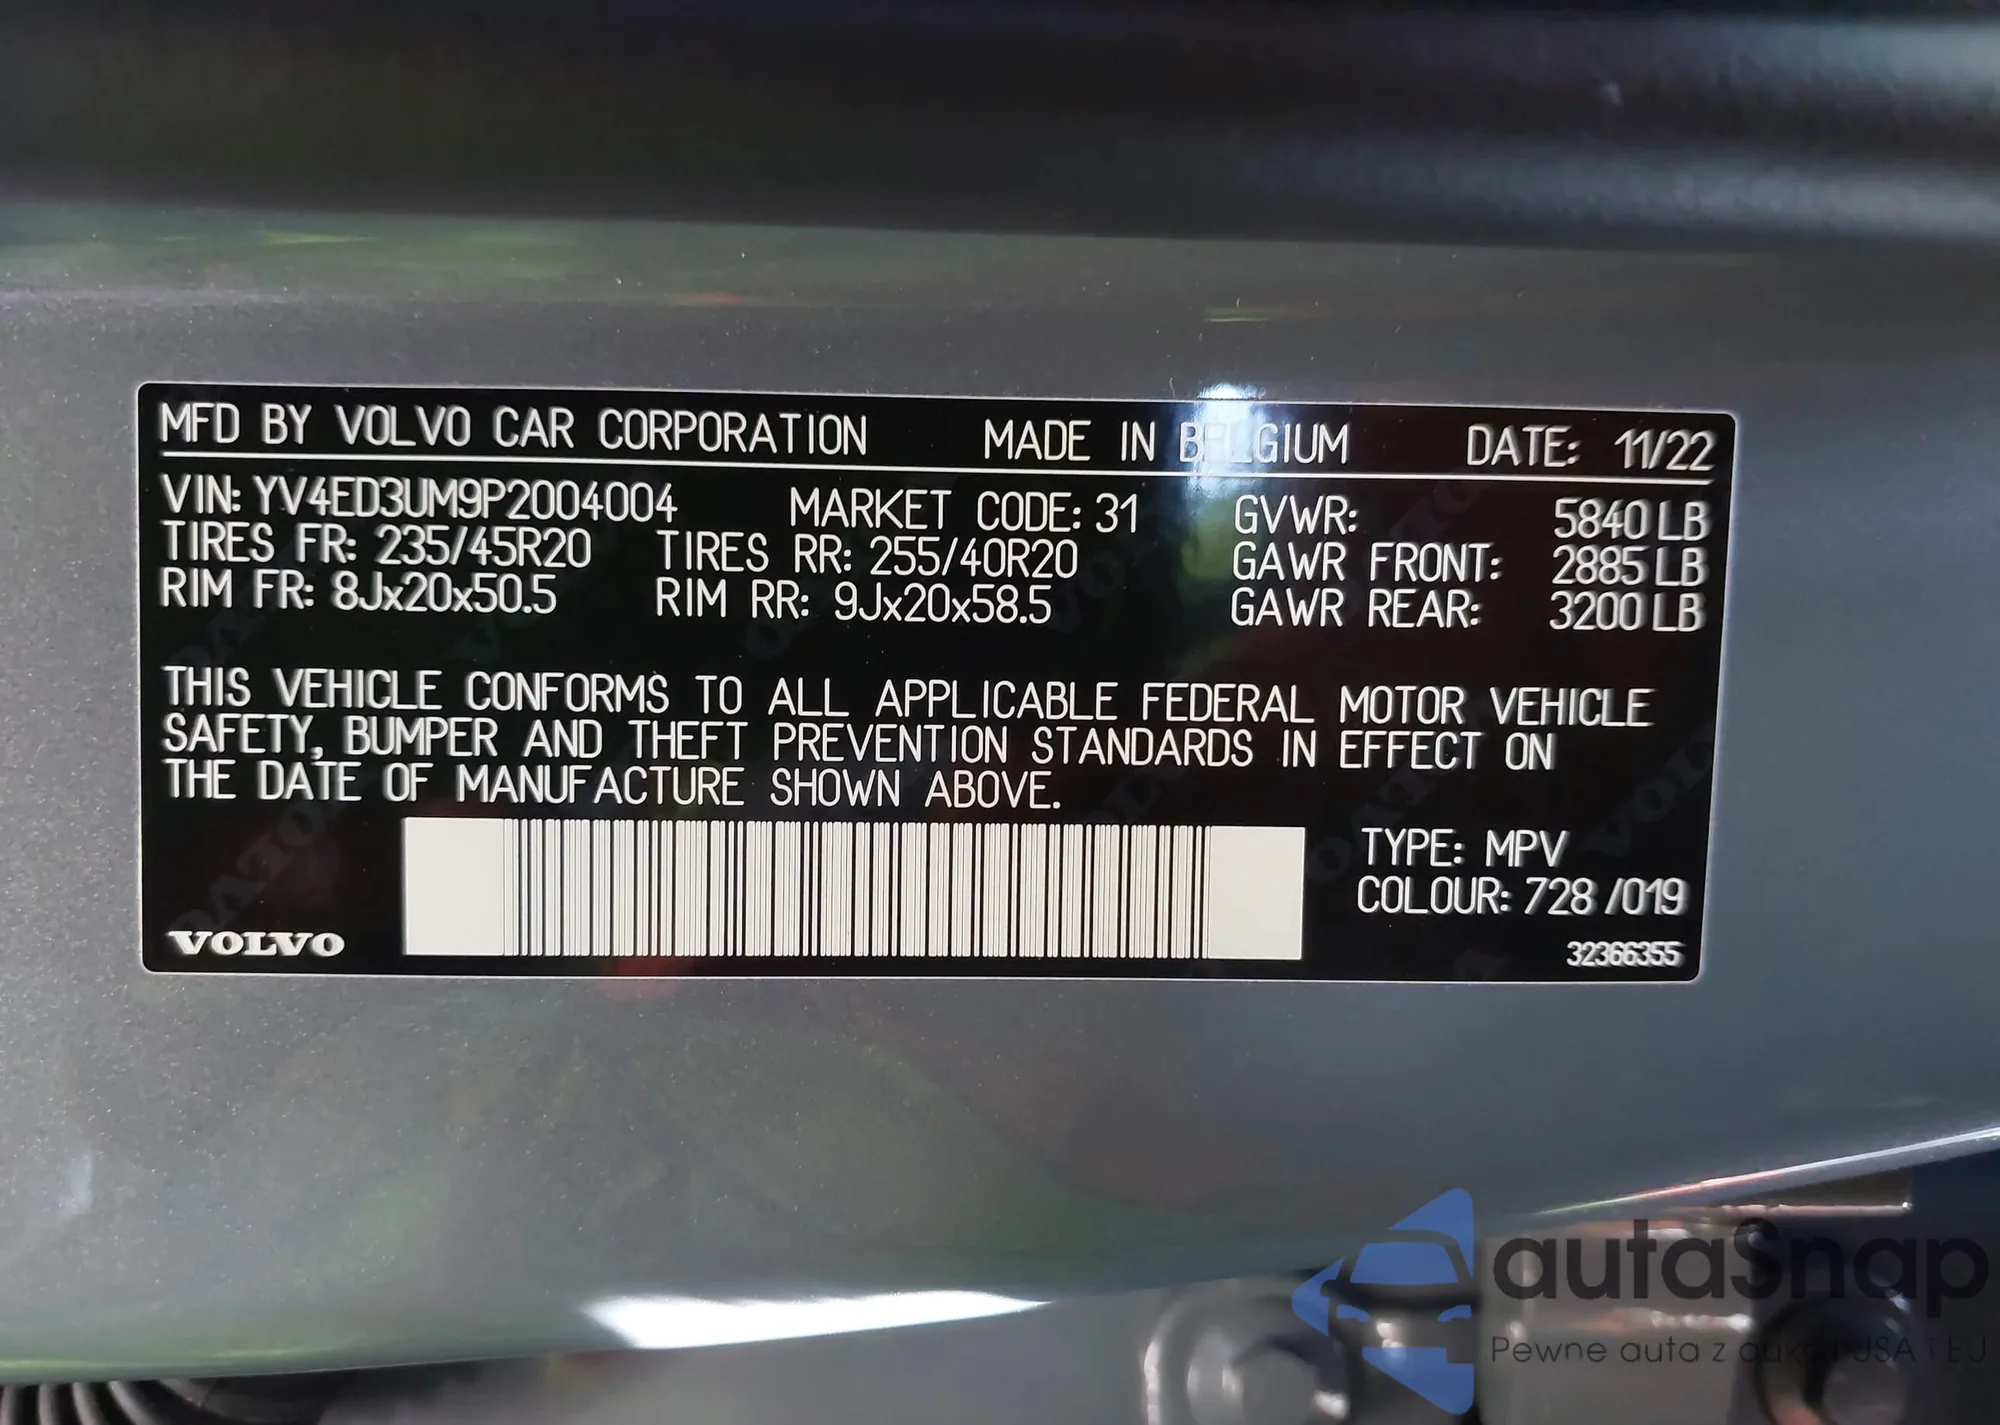 MFD BY VOLVO CAR CORPORATION MADE IN BELGIUM DATE: 11/22
VIN: YV4ED3UM9P2004004 MARKET CODE: 31 GVWR: 5840 LB
TIRES FR: 235/45R20 TIRES RR: 255/40R20 GAWR FRONT: 2885 LB
RIM FR: 8Jx20x50.5 RIM RR: 9Jx20x58.5 GAWR REAR: 3200 LB
THIS VEHICLE CONFORMS TO ALL APPLICABLE FEDERAL MOTOR VEHICLE
SAFETY, BUMPER AND THEFT PREVENTION STANDARDS IN EFFECT ON
THE DATE OF MANUFACTURE SHOWN ABOVE.
TYPE: MPV
COLOUR: 728 /019
VOLVO 32366355
autaSnap
Pewne auta z aukcji USA i EU